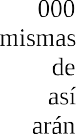 000
mismas
de
así
arán